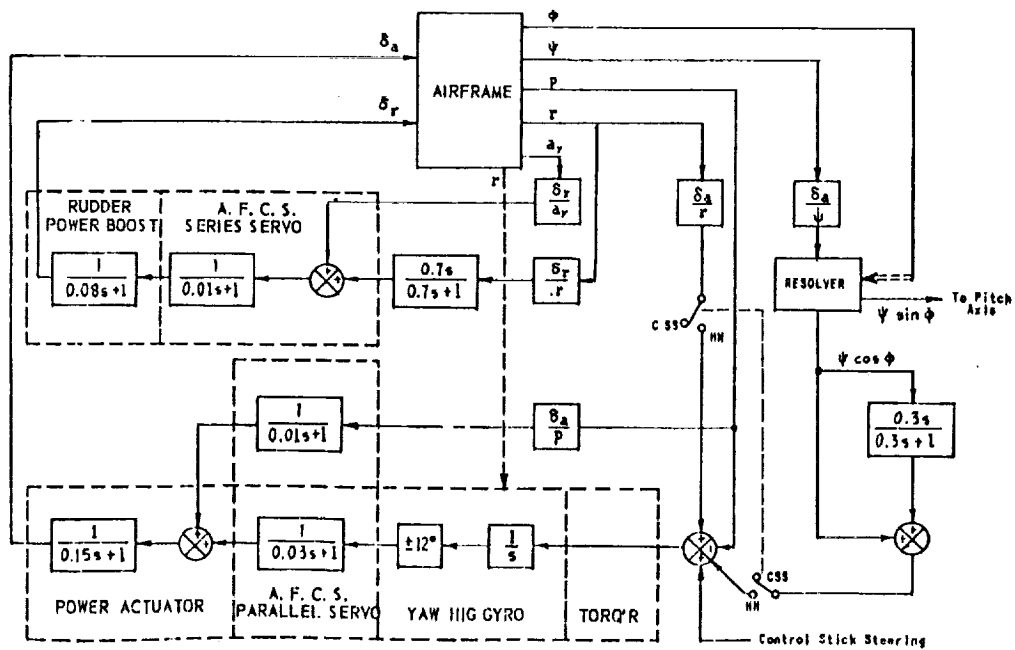 ϕ
δa
ψ
AIRFRAME
p
δr
r
ay
r
δr
ay
δa
r
δa
ψ
RUDDER
POWER BOOST
A. F. C. S.
SERIES SERVO
1
0.08s+1
1
0.01s+1
+
+
0.7s
0.7s+1
δr
.r
RESOLVER
To Pitch
Axis
ψ sin ϕ
CSS
NN
ψ cos ϕ
1
0.01s+1
δa
p
0.3s
0.3s+1
1
0.15s+1
+
+
1
0.03s+1
±12°
1
s
+
+
+
+
+
CSS
NN
POWER ACTUATOR
A. F. C. S.
PARALLEL SERVO
YAW HIG GYRO
TORQ'R
Control Stick Steering